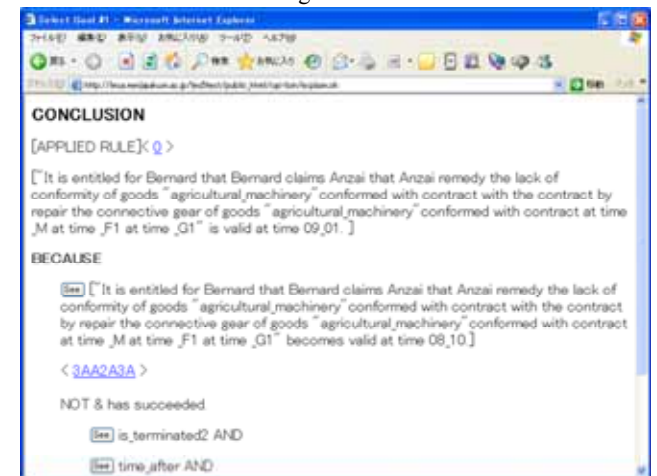 Select Goal #1 - Microsoft Internet Explorer
CONCLUSION
[APPLIED RULE]< 0 >
["It is entitled for Bernard that Bernard claims Anzai that Anzai remedy the lack of
conformity of goods "agricultural_machinery"conformed with contract with the contract by
repair the connective gear of goods "agricultural_machinery"conformed with contract at time
_M at time _F1 at time _G1" is valid at time 09_01. ]
BECAUSE
See ["It is entitled for Bernard that Bernard claims Anzai that Anzai remedy the lack of
conformity of goods "agricultural_machinery"conformed with contract with the contract
by repair the connective gear of goods "agricultural_machinery"conformed with contract
at time _M at time _F1 at time _G1" becomes valid at time 08_10.]
< 3AA2A3A >
NOT & has succeeded
See is_terminated2 AND
See time_after AND